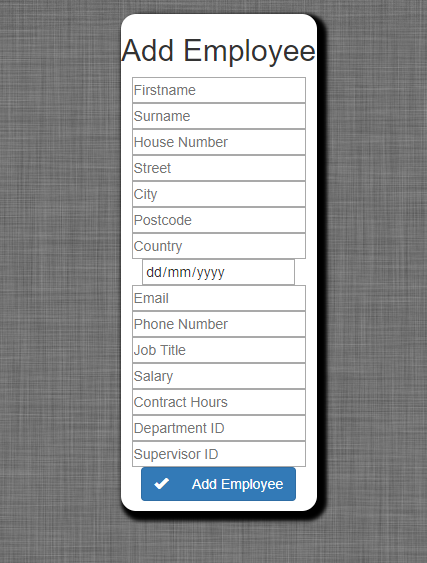 Add Employee
Firstname
Surname
House Number
Street
City
Postcode
Country
dd/mm/yyyy
Email
Phone Number
Job Title
Salary
Contract Hours
Department ID
Supervisor ID
Add Employee